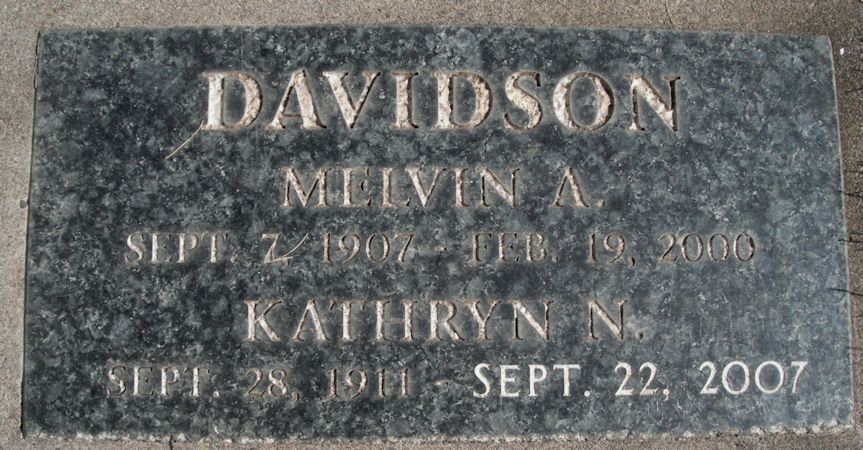 DAVIDSON
MELVIN A.
SEPT. 7, 1907 - FEB. 19, 2000
KATHRYN N.
SEPT. 28, 1911 - SEPT. 22, 2007